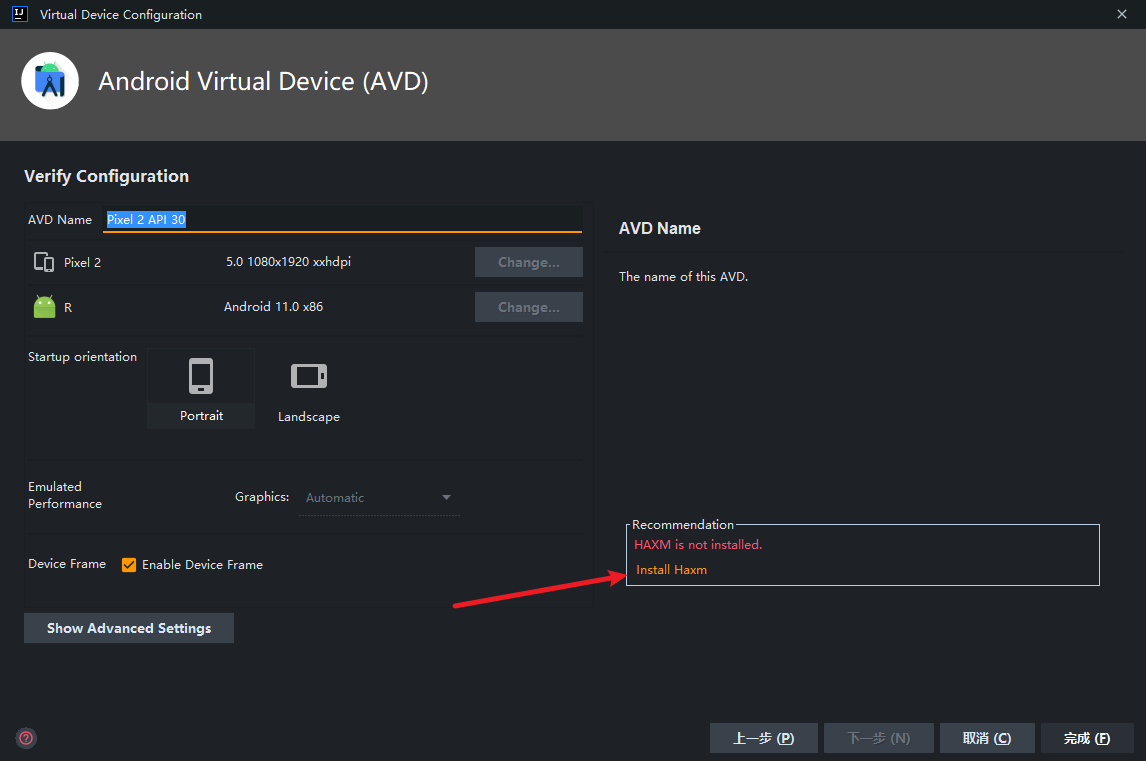 Virtual Device Configuration
Android Virtual Device (AVD)
Verify Configuration
AVD Name Pixel 2 API 30
Pixel 2 5.0 1080x1920 xxhdpi Change...
R Android 11.0 x86 Change...
Startup orientation
Portrait
Landscape
Emulated
Performance
Graphics: Automatic
Device Frame Enable Device Frame
Show Advanced Settings
AVD Name
The name of this AVD.
Recommendation
HAXM is not installed.
Install Haxm
上一步 (P) 下一步 (N) 取消 (C) 完成 (F)